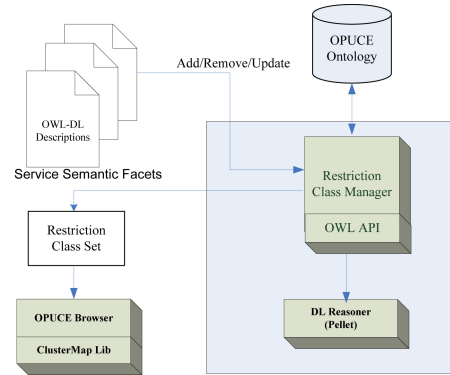 OPUCE
Ontology
Add/Remove/Update
OWL-DL
Descriptions
Service Semantic Facets
Restriction
Class Manager
OWL API
Restriction
Class Set
OPUCE Browser
ClusterMap Lib
DL Reasoner
(Pellet)